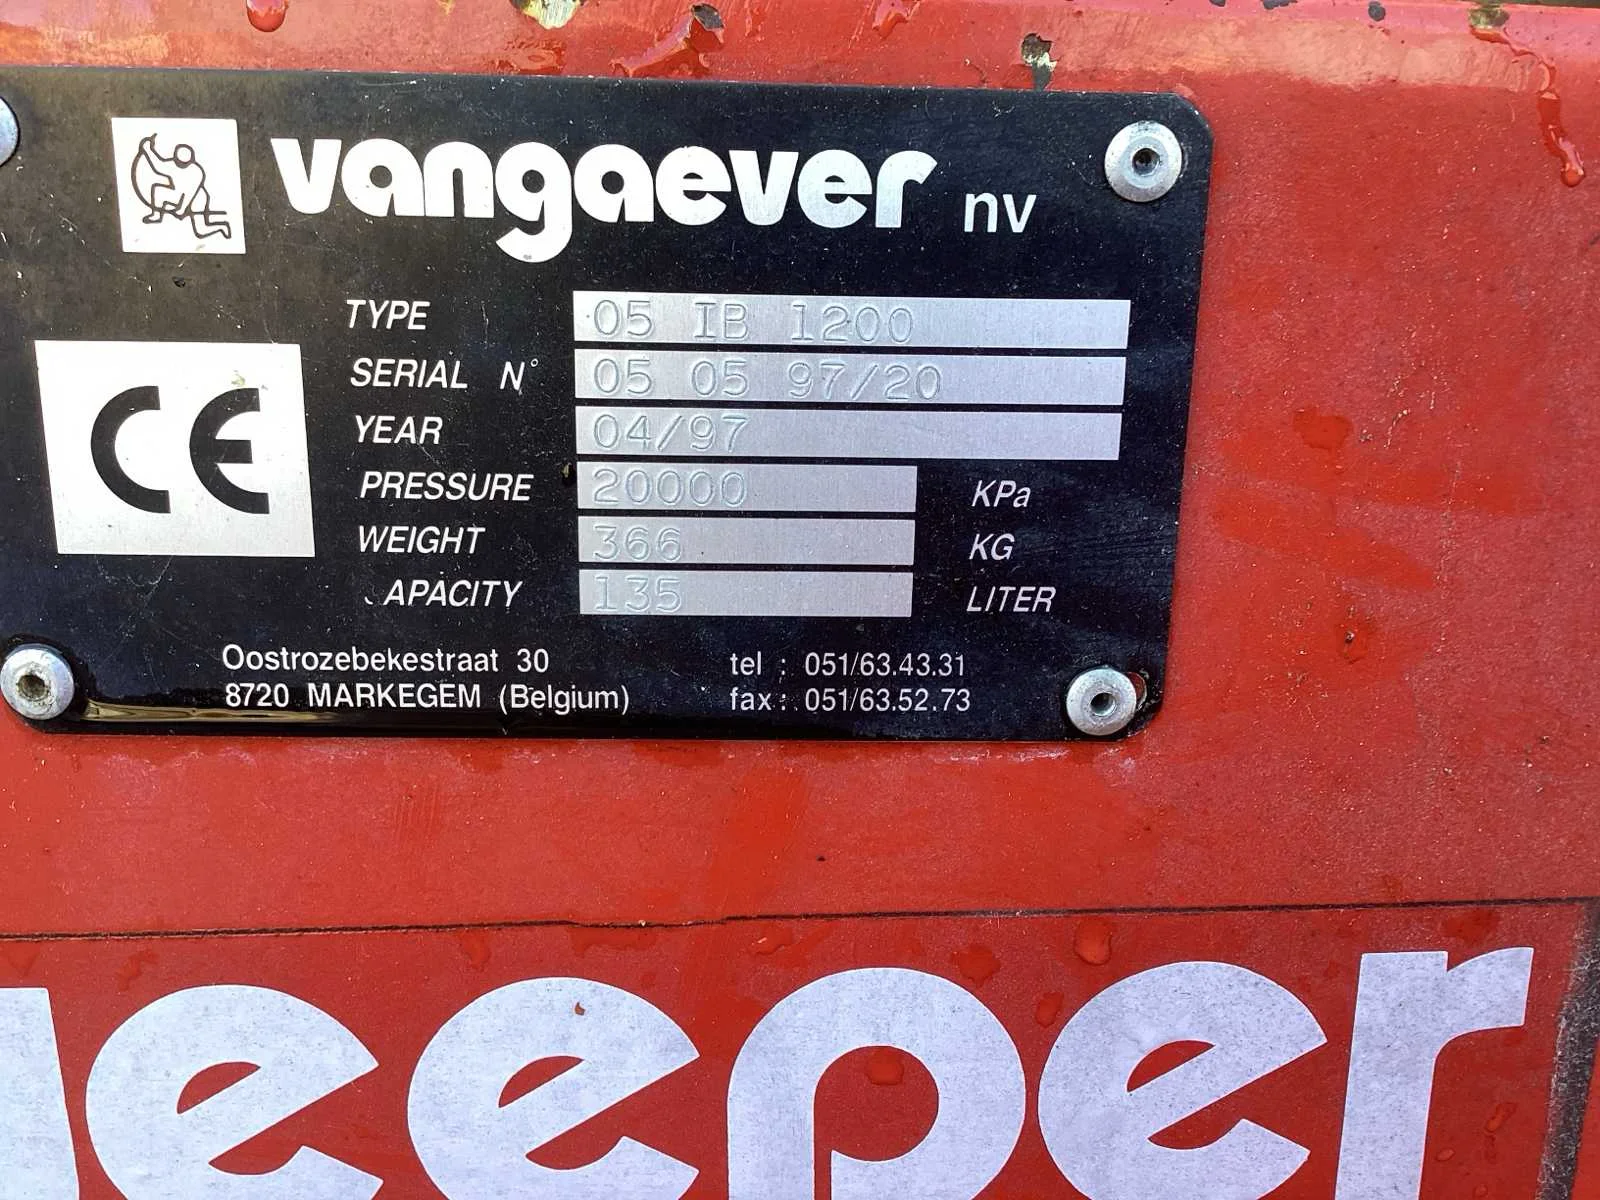 vangaever nv
TYPE 05 IB 1200
SERIAL N° 05 05 97/20
YEAR 04/97
PRESSURE 20000 KPa
WEIGHT 366 KG
APACITY 135 LITER
CE
Oostrozebekestraat 30 tel : 051/63.43.31
8720 MARKEGEM (Belgium) fax : 051/63.52.73
eeper